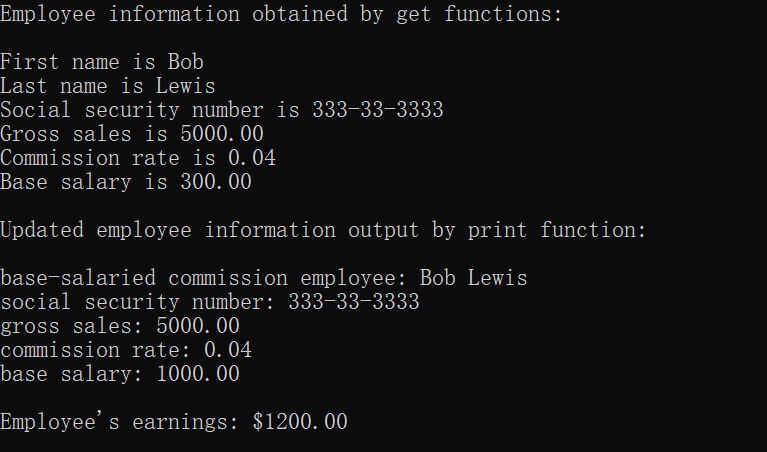 Employee information obtained by get functions:
First name is Bob
Last name is Lewis
Social security number is 333-33-3333
Gross sales is 5000.00
Commission rate is 0.04
Base salary is 300.00
Updated employee information output by print function:
base-salaried commission employee: Bob Lewis
social security number: 333-33-3333
gross sales: 5000.00
commission rate: 0.04
base salary: 1000.00
Employee's earnings: $1200.00